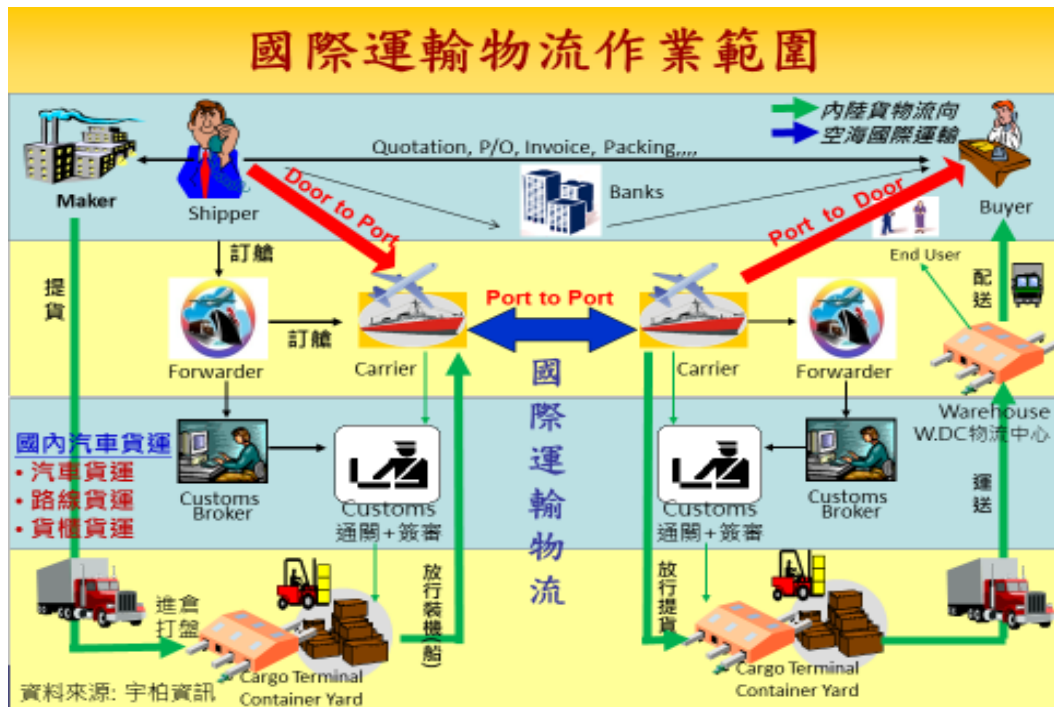 國際運輸物流作業範圍
內陸貨物流向
空海國際運輸
Quotation, P/O, Invoice, Packing,,,,
Maker
Shipper
Door to Port
Banks
Port to Door
Buyer
End User
提貨
訂艙
訂艙
Forwarder
Carrier
Port to Port
Carrier
Forwarder
配送
Warehouse
W.DC物流中心
國際運輸物流
國內汽車貨運
• 汽車貨運
• 路線貨運
• 貨櫃貨運
Customs
Broker
Customs
通關+簽審
Customs
通關+簽審
Customs
Broker
運送
進倉
打盤
放行裝機(船)
放行提貨
Cargo Terminal
Container Yard
Cargo Terminal
Container Yard
資料來源: 宇柏資訊